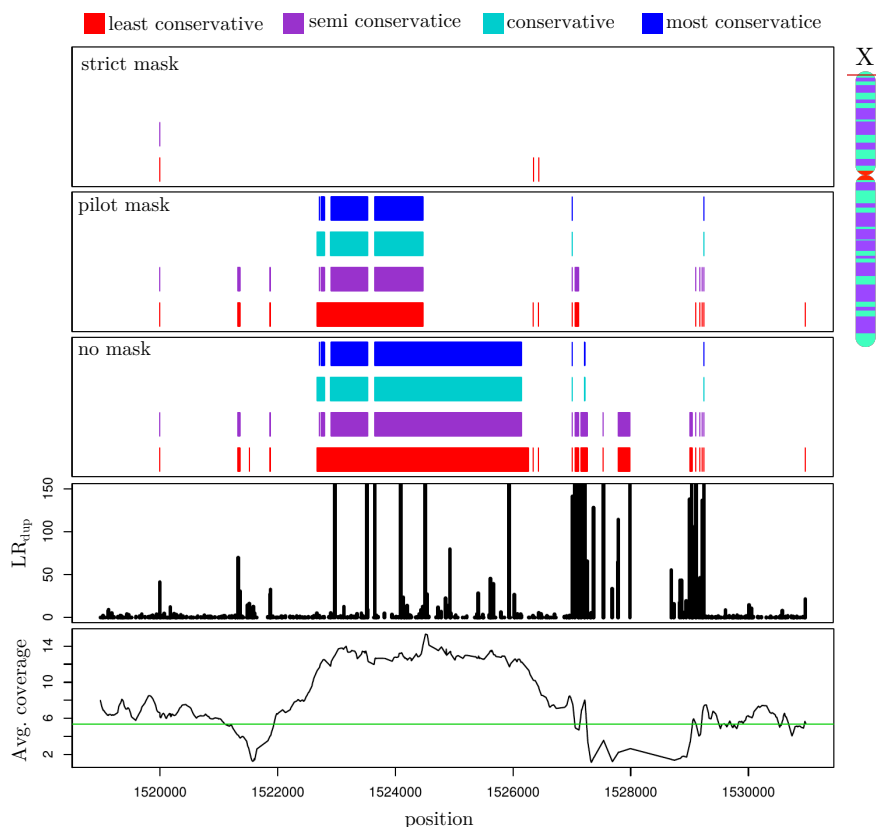 least conservative semi conservatice conservative most conservatice
X
strict mask
pilot mask
no mask
LRdup
150
100
50
0
Avg. coverage
14
10
6
2
1520000 1522000 1524000 1526000 1528000 1530000
position